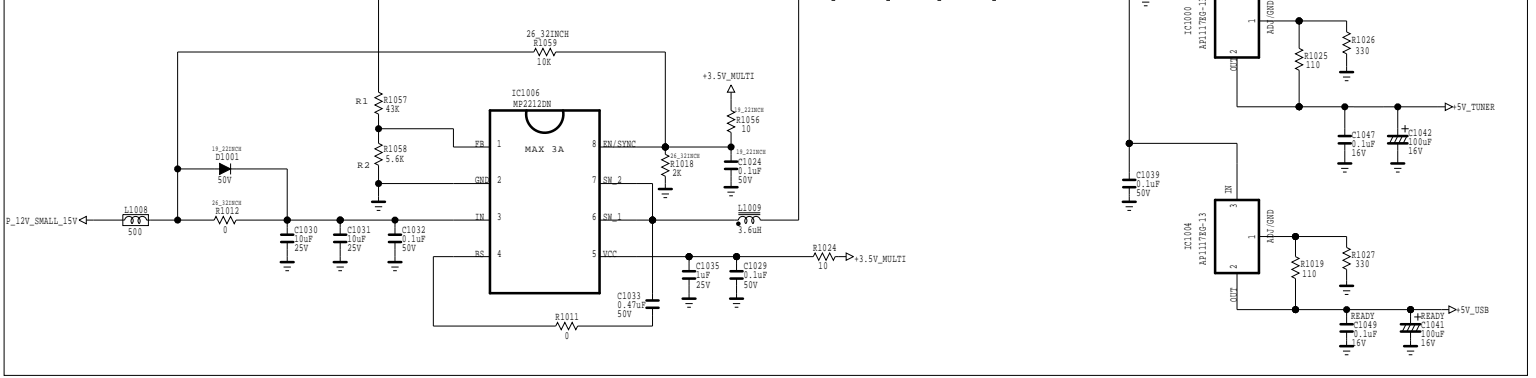 26_32INCH
R1059
10K
+3.5V_MULTI
19_22INCH
R1056
10
R1
R1057
43K
R2
R1058
5.6K
IC1006
MP2212DN
MAX 3A
FB
1
GND
2
IN
3
BS
4
8
EN/SYNC
7
SW_2
6
SW_1
5
VCC
26_32INCH
R1018
2K
19_22INCH
C1024
0.1uF
50V
19_22INCH
D1001
50V
P_12V_SMALL_15V
L1008
500
26_32INCH
R1012
0
C1030
10uF
25V
C1031
10uF
25V
C1032
0.1uF
50V
L1009
3.6uH
C1035
1uF
25V
C1029
0.1uF
50V
R1024
10
+3.5V_MULTI
C1033
0.47uF
50V
R1011
0
IC1000
AP1117EG-13
1
ADJ/GND
2
OUT
R1025
110
R1026
330
+5V_TUNER
C1047
0.1uF
16V
+
C1042
100uF
16V
C1039
0.1uF
50V
IC1004
AP1117EG-13
IN
3
1
ADJ/GND
2
OUT
R1019
110
R1027
330
+5V_USB
READY
C1049
0.1uF
16V
+
READY
C1041
100uF
16V